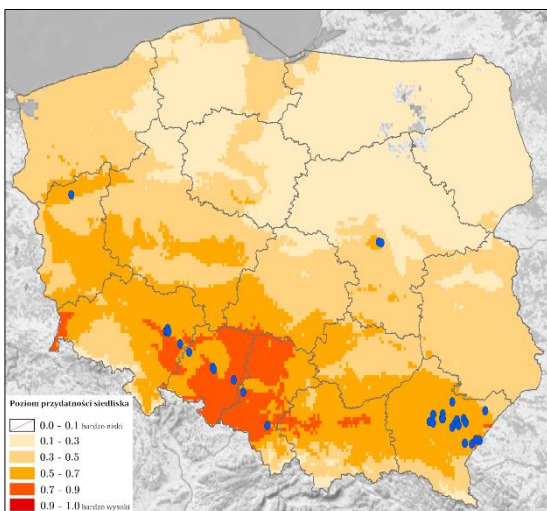 Poziom przydatności siedliska
0.0 - 0.1 bardzo niski
0.1 - 0.3
0.3 - 0.5
0.5 - 0.7
0.7 - 0.9
0.9 - 1.0 bardzo wysoki